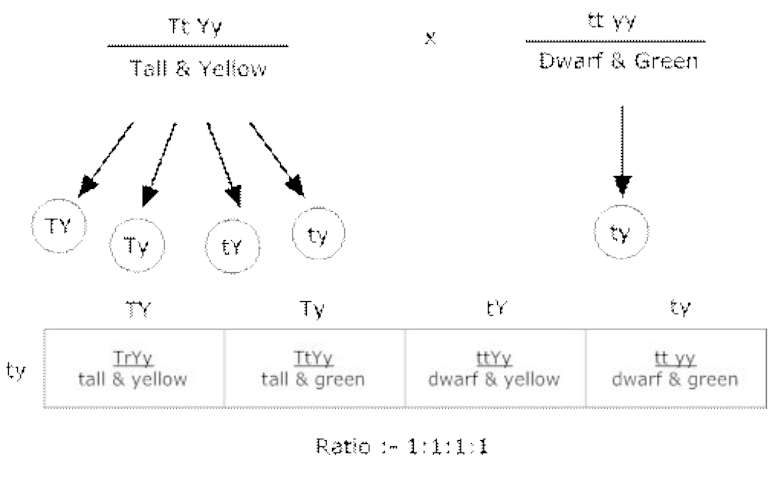 Tt Yy x tt yy
Tall & Yellow Dwarf & Green
TY Ty tY ty ty
TY Ty tY ty
ty
TrYy TtYy ttYy tt yy
tall & yellow tall & green dwarf & yellow dwarf & green
Ratio :- 1:1:1:1